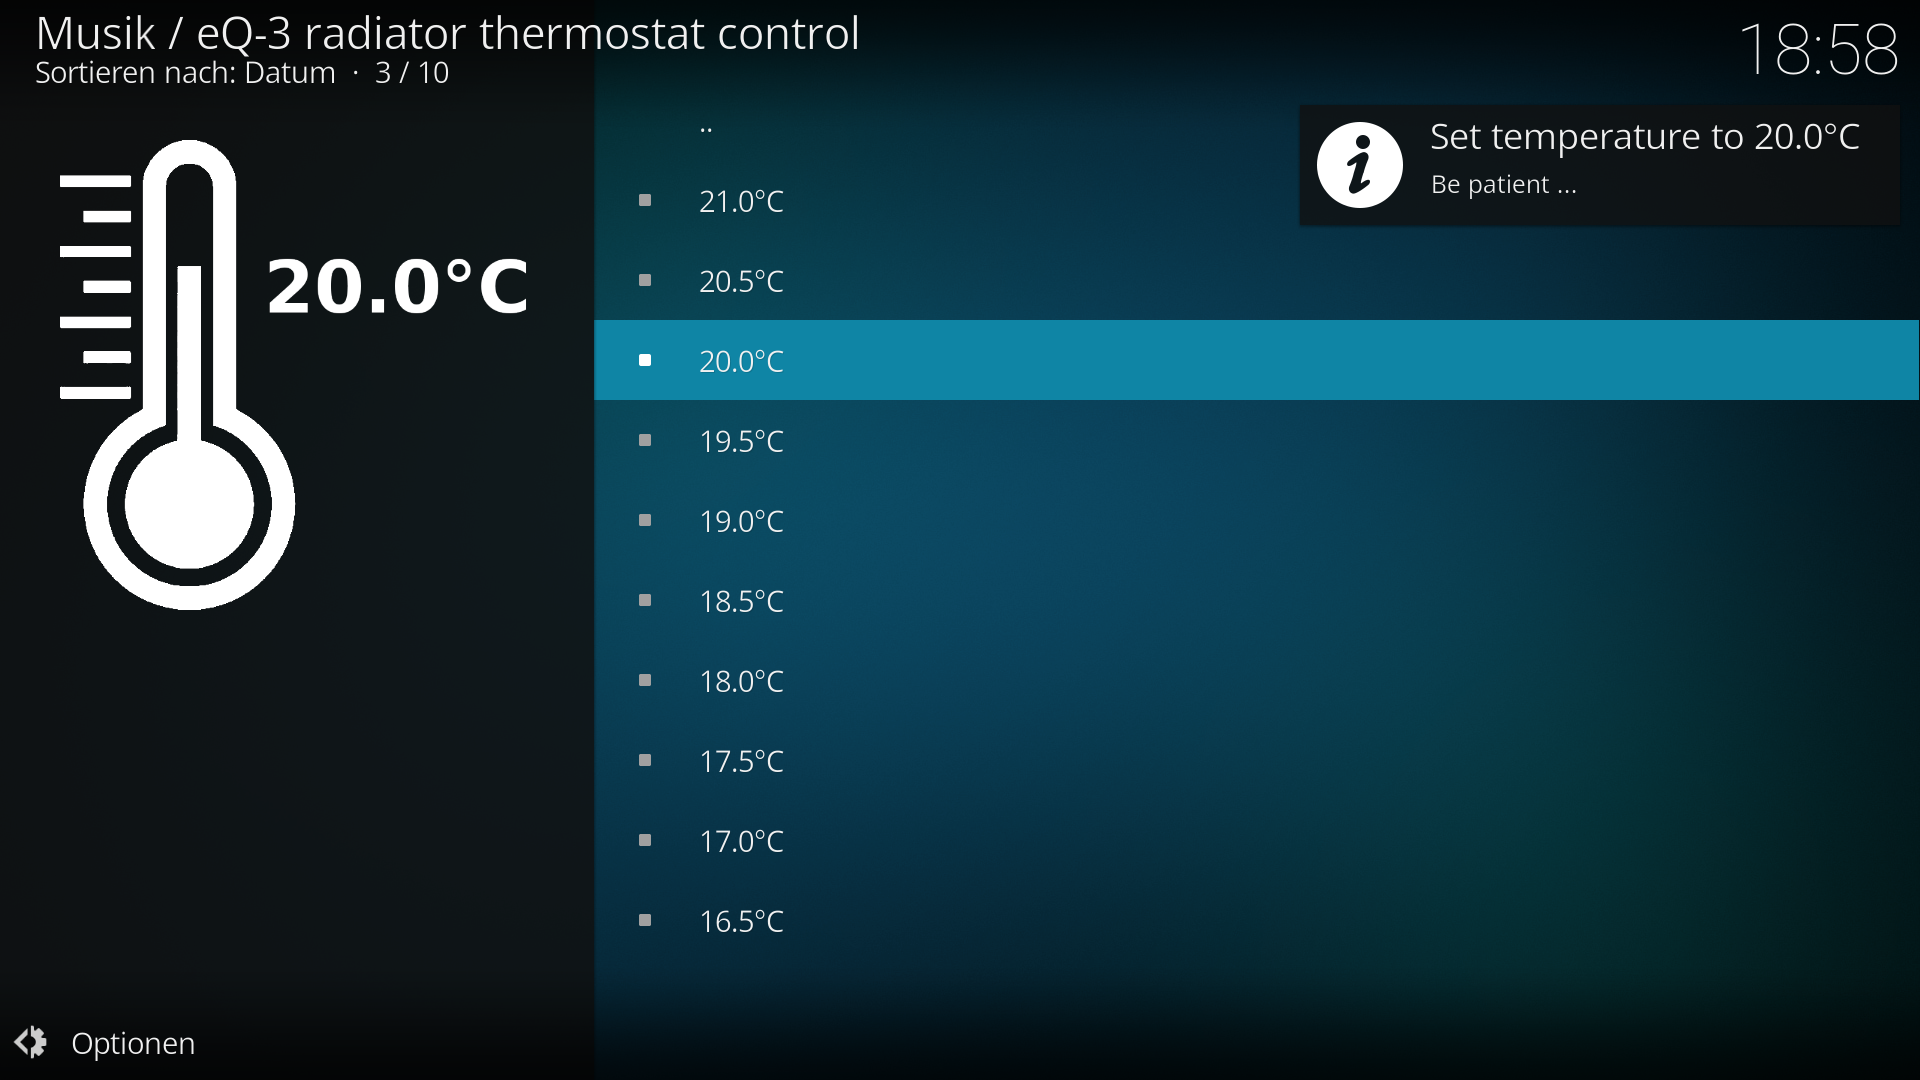 Musik / eQ-3 radiator thermostat control
Sortieren nach: Datum · 3 / 10
18:58
Set temperature to 20.0°C
Be patient ...
20.0°C
..
21.0°C
20.5°C
20.0°C
19.5°C
19.0°C
18.5°C
18.0°C
17.5°C
17.0°C
16.5°C
Optionen